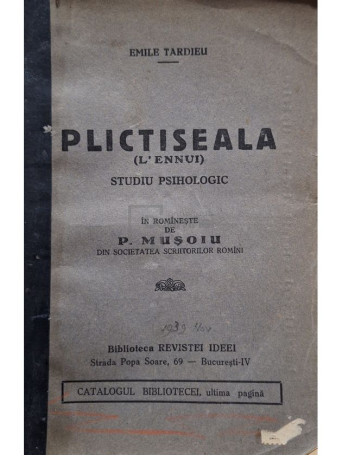 EMILE TARDIEU
PLICTISEALA
(L'ENNUI)
STUDIU PSIHOLOGIC
ÎN ROMÎNEȘTE
DE
P. MUȘOIU
DIN SOCIETATEA SCRIITORILOR ROMÎNI
1939
Biblioteca REVISTEI IDEEI
Strada Popa Soare, 69 — București-IV
CATALOGUL BIBLIOTECEI, ultima pagină